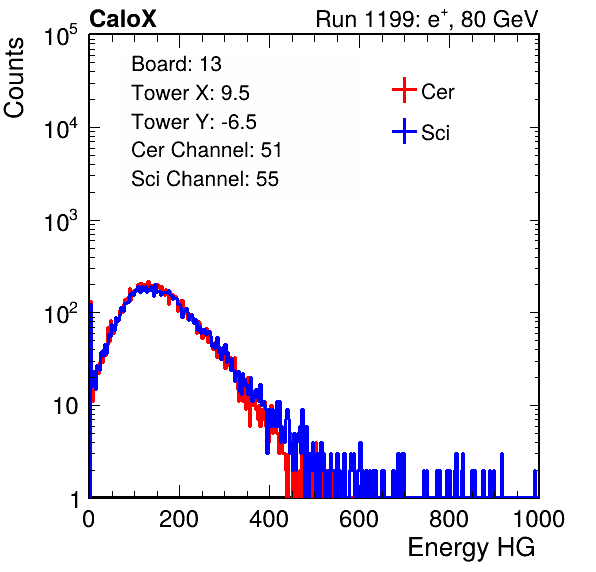 CaloX Run 1199: e⁺, 80 GeV
Counts
Board: 13
Tower X: 9.5
Tower Y: -6.5
Cer Channel: 51
Sci Channel: 55
Cer
Sci
10⁵
10⁴
10³
10²
10
1
0 200 400 600 800 1000
Energy HG